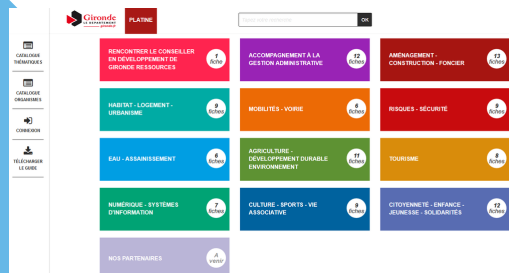 Gironde
LE DÉPARTEMENT
PLATINE
OK
CATALOGUE
THÉMATIQUES
CATALOGUE
ORGANISMES
CONNEXION
TÉLÉCHARGER
LE GUIDE
RENCONTRER LE CONSEILLER
EN DÉVELOPPEMENT DE
GIRONDE RESSOURCES
1
fiche
ACCOMPAGNEMENT À LA
GESTION ADMINISTRATIVE
12
fiches
AMÉNAGEMENT -
CONSTRUCTION - FONCIER
13
fiches
HABITAT - LOGEMENT -
URBANISME
9
fiches
MOBILITÉS - VOIRIE
6
fiches
RISQUES - SÉCURITÉ
9
fiches
EAU - ASSAINISSEMENT
6
fiches
AGRICULTURE -
DÉVELOPPEMENT DURABLE
ENVIRONNEMENT
11
fiches
TOURISME
8
fiches
NUMÉRIQUE - SYSTÈMES
D'INFORMATION
7
fiches
CULTURE - SPORTS - VIE
ASSOCIATIVE
9
fiches
CITOYENNETÉ - ENFANCE -
JEUNESSE - SOLIDARITÉS
12
fiches
NOS PARTENAIRES
A
venir